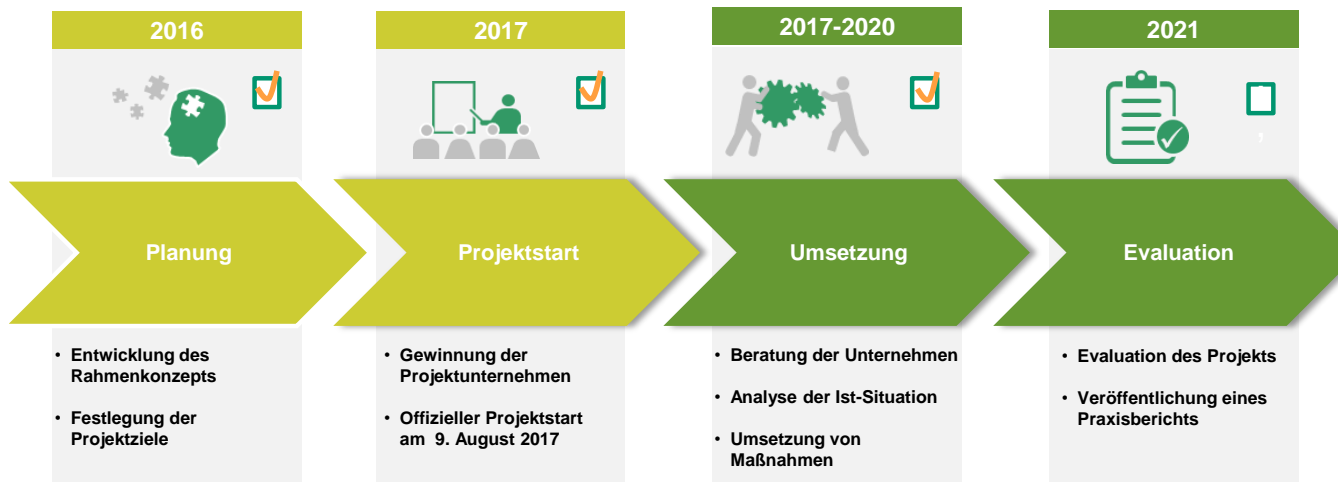 2016
2017
2017-2020
2021
Planung
Projektstart
Umsetzung
Evaluation
• Entwicklung des
Rahmenkonzepts
• Festlegung der
Projektziele
• Gewinnung der
Projektunternehmen
• Offizieller Projektstart
am 9. August 2017
• Beratung der Unternehmen
• Analyse der Ist-Situation
• Umsetzung von
Maßnahmen
• Evaluation des Projekts
• Veröffentlichung eines
Praxisberichts